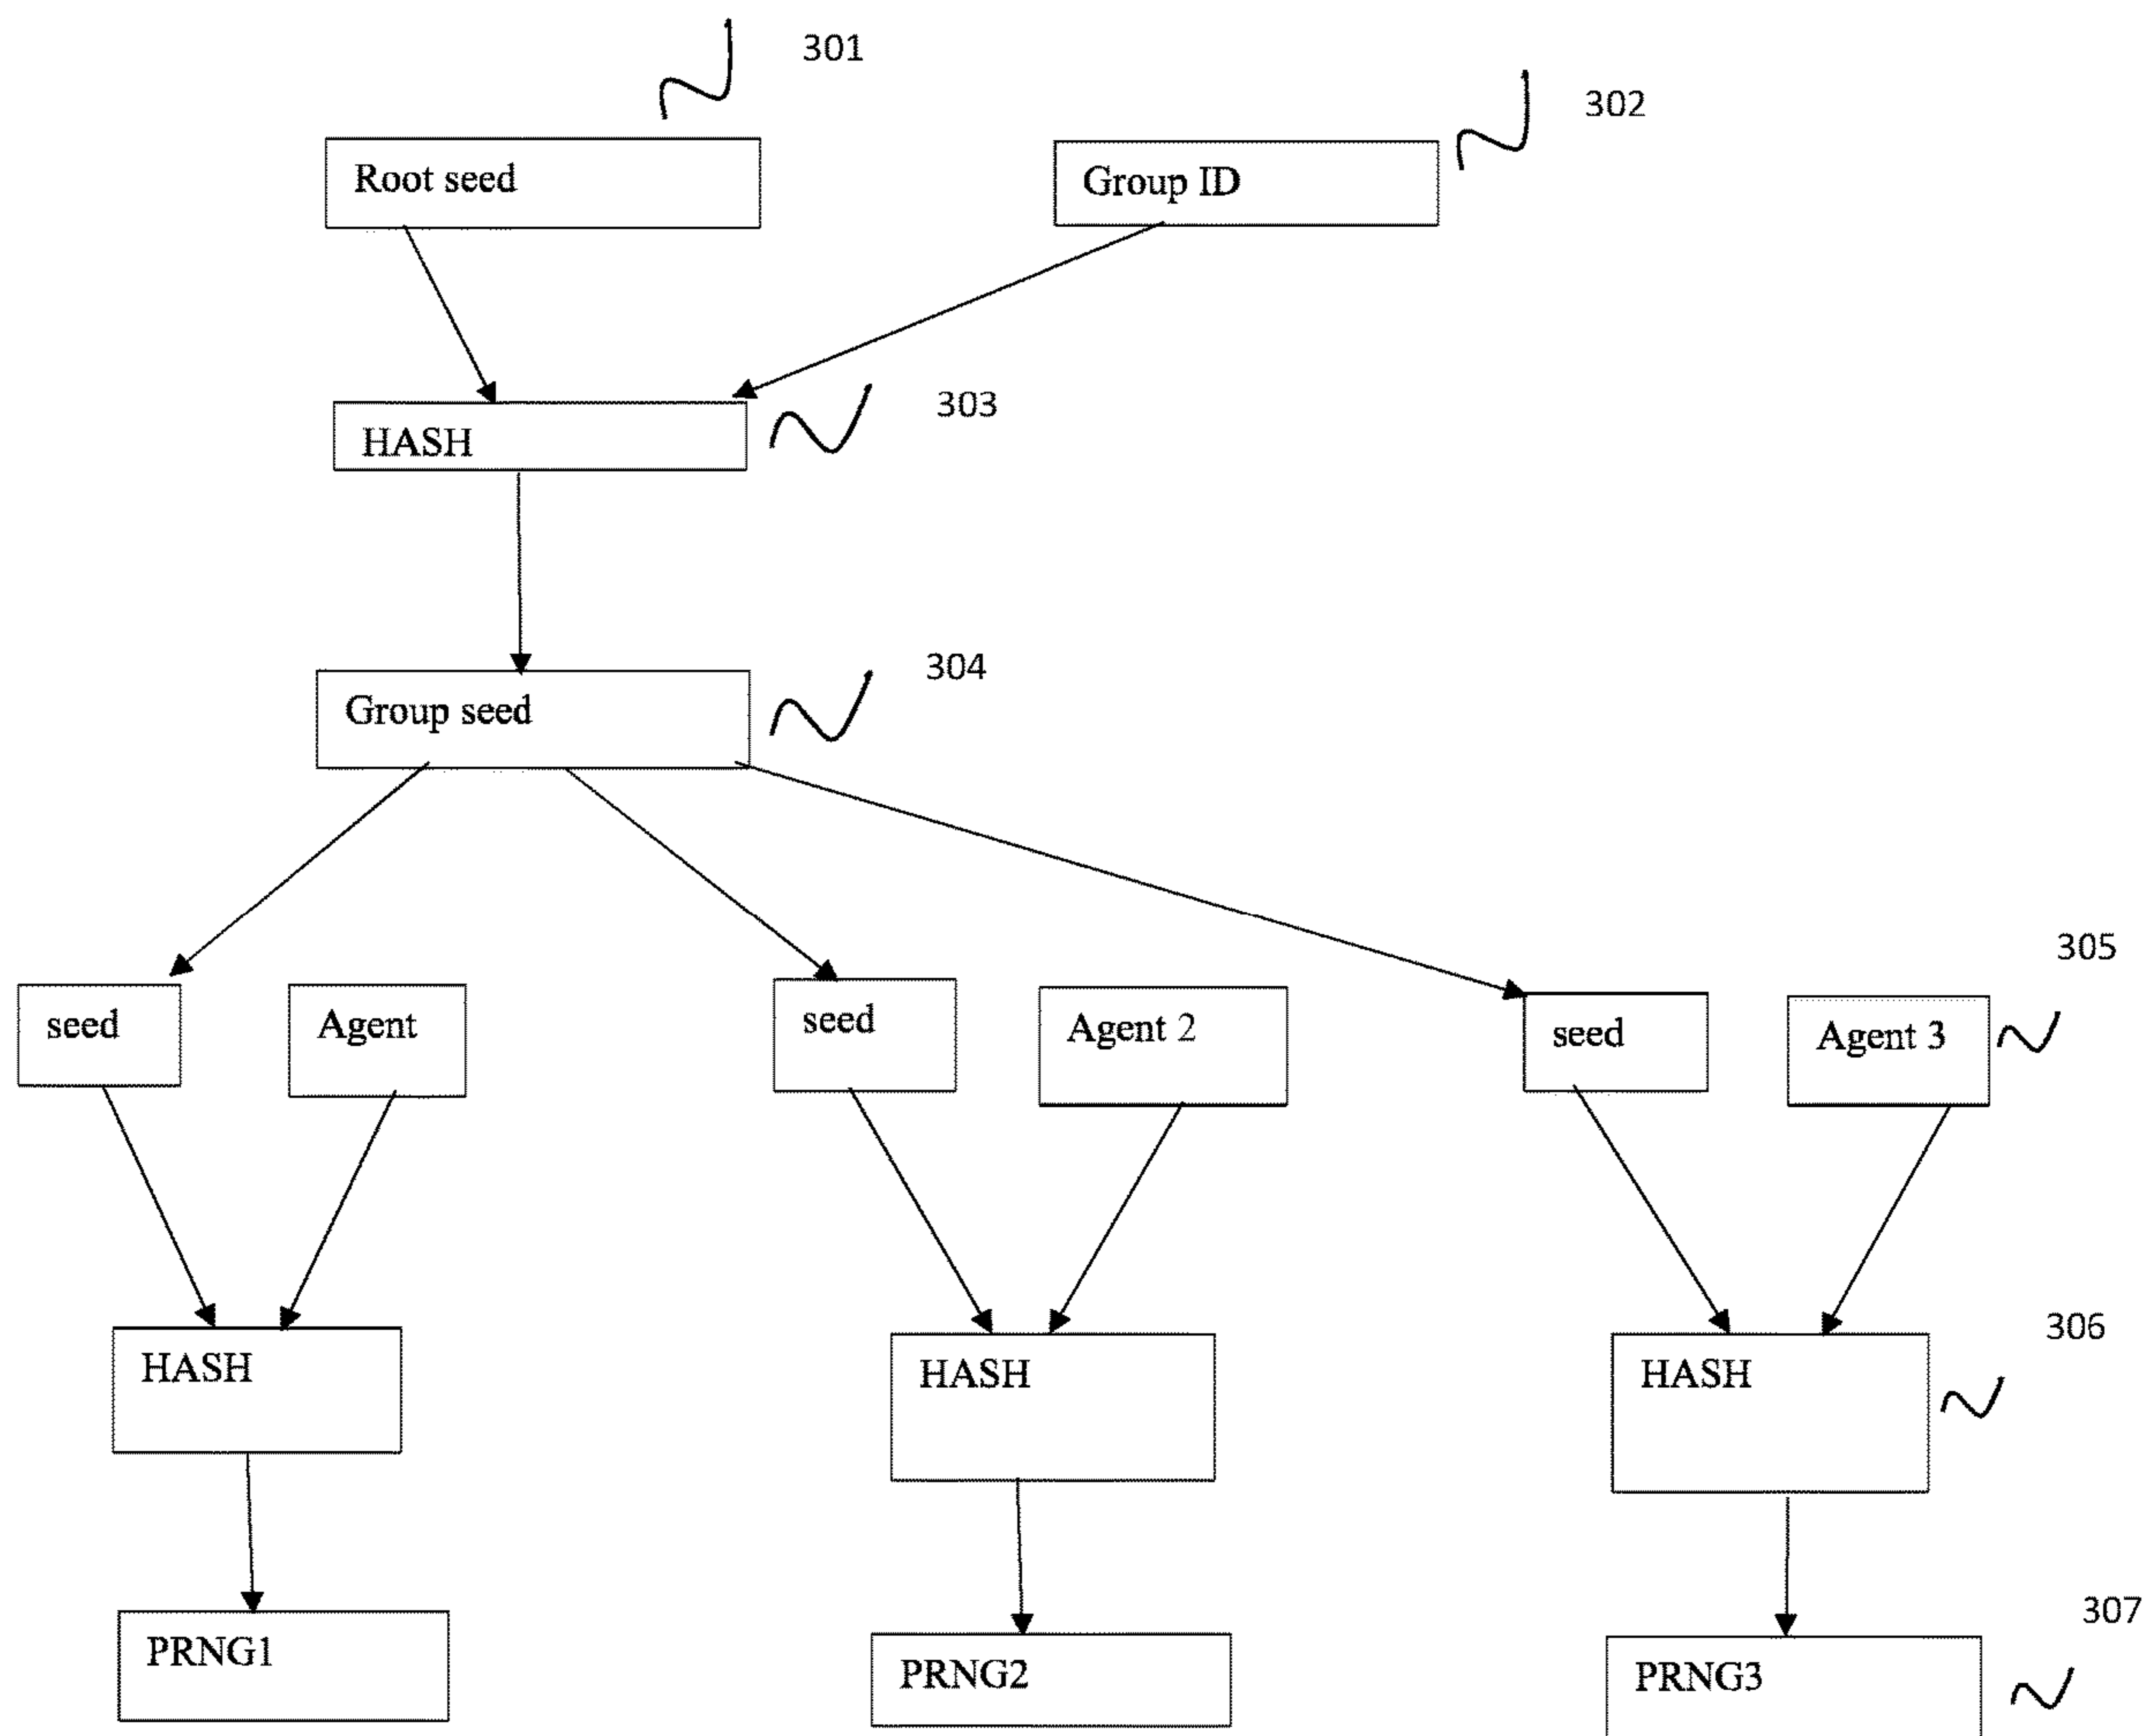 301
302
Root seed
Group ID
303
HASH
304
Group seed
305
seed
Agent
seed
Agent 2
seed
Agent 3
306
HASH
HASH
HASH
307
PRNG1
PRNG2
PRNG3